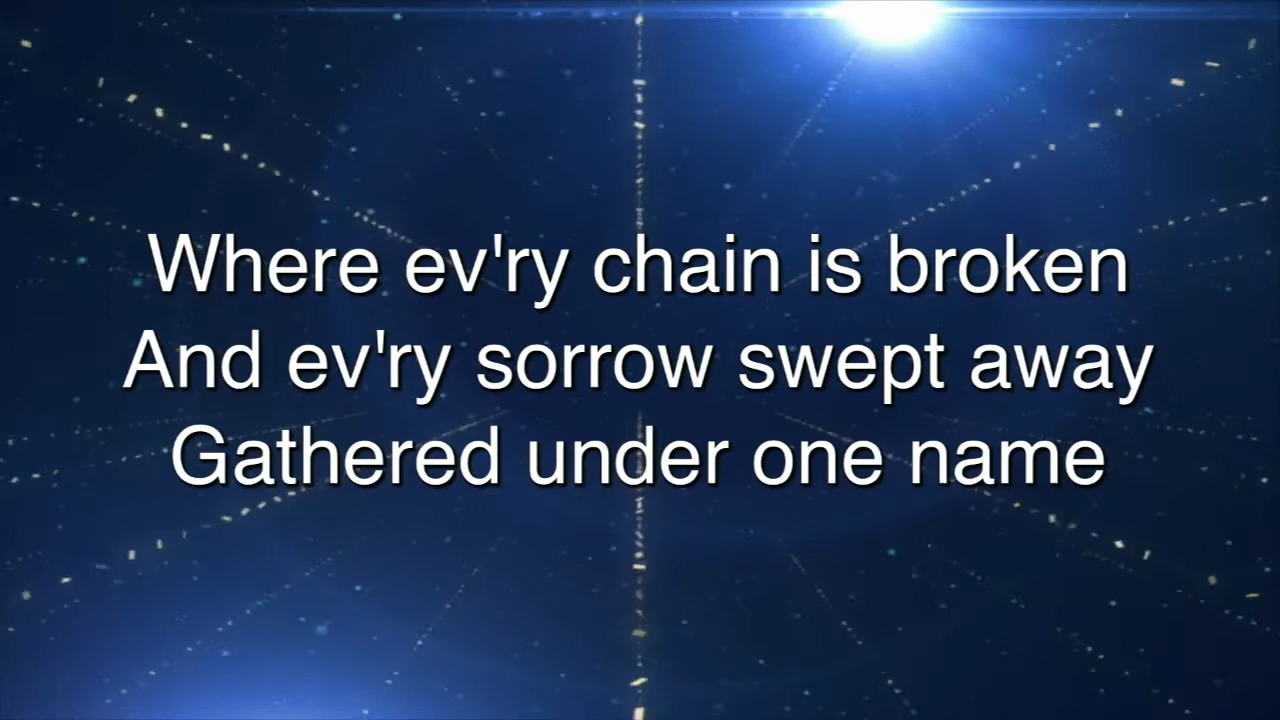 Where ev'ry chain is broken
And ev'ry sorrow swept away
Gathered under one name